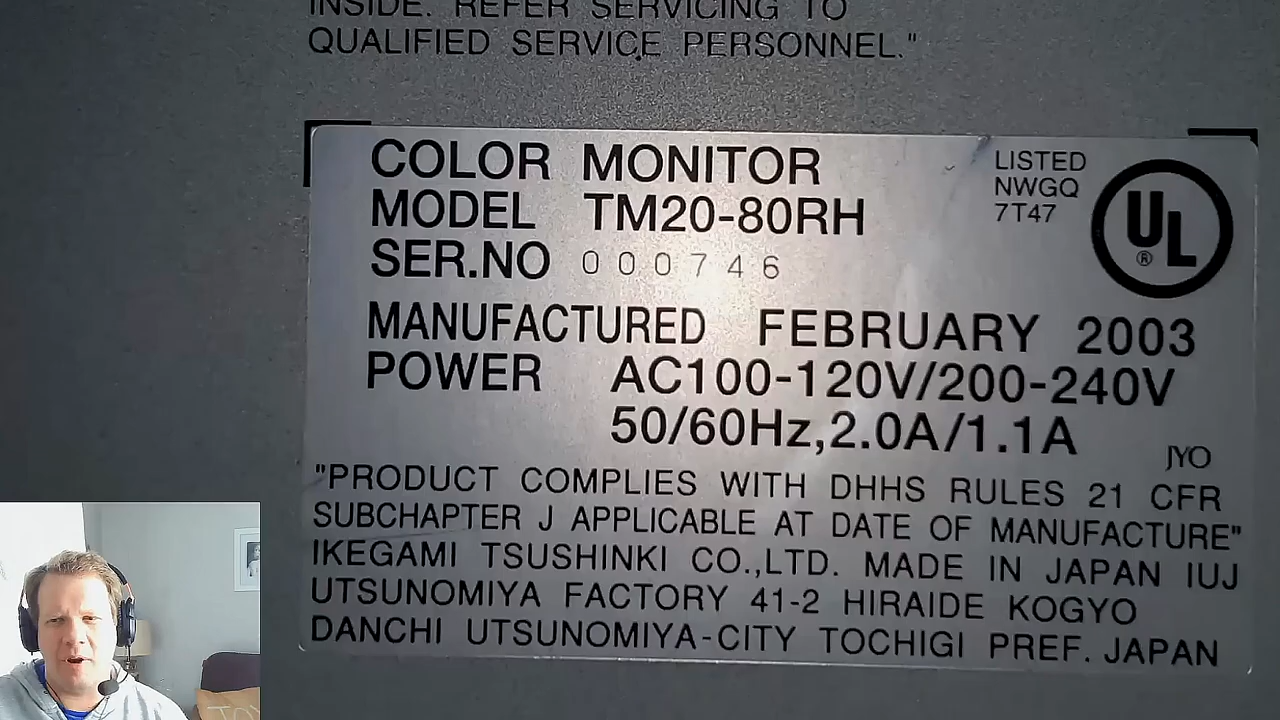 INSIDE. REFER SERVICING TO
QUALIFIED SERVICE PERSONNEL."
COLOR MONITOR
MODEL TM20-80RH
SER.NO 000746
LISTED
NWGQ
7T47
UL
®
MANUFACTURED FEBRUARY 2003
POWER AC100-120V/200-240V
50/60Hz,2.0A/1.1A
JYO
"PRODUCT COMPLIES WITH DHHS RULES 21 CFR
SUBCHAPTER J APPLICABLE AT DATE OF MANUFACTURE"
IKEGAMI TSUSHINKI CO.,LTD. MADE IN JAPAN IUJ
UTSUNOMIYA FACTORY 41-2 HIRAIDE KOGYO
DANCHI UTSUNOMIYA-CITY TOCHIGI PREF. JAPAN